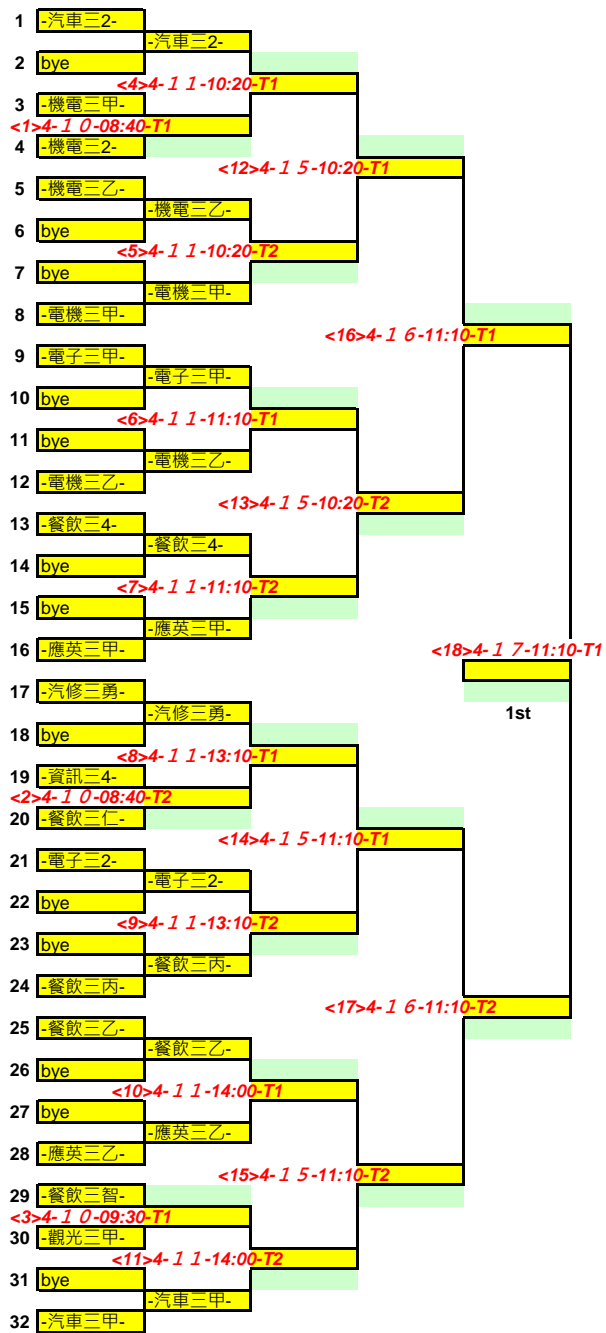 1 -汽車三2-
-汽車三2-
2 bye
<4>4-１１-10:20-T1
3 -機電三甲-
<1>4-１０-08:40-T1
4 -機電三2-
<12>4-１５-10:20-T1
5 -機電三乙-
-機電三乙-
6 bye
<5>4-１１-10:20-T2
7 bye
-電機三甲-
8 -電機三甲-
<16>4-１６-11:10-T1
9 -電子三甲-
-電子三甲-
10 bye
<6>4-１１-11:10-T1
11 bye
-電機三乙-
12 -電機三乙-
<13>4-１５-10:20-T2
13 -餐飲三4-
-餐飲三4-
14 bye
<7>4-１１-11:10-T2
15 bye
-應英三甲-
16 -應英三甲-
<18>4-１７-11:10-T1
17 -汽修三勇-
-汽修三勇-
1st
18 bye
<8>4-１１-13:10-T1
19 -資訊三4-
<2>4-１０-08:40-T2
20 -餐飲三仁-
<14>4-１５-11:10-T1
21 -電子三2-
-電子三2-
22 bye
<9>4-１１-13:10-T2
23 bye
-餐飲三丙-
24 -餐飲三丙-
<17>4-１６-11:10-T2
25 -餐飲三乙-
-餐飲三乙-
26 bye
<10>4-１１-14:00-T1
27 bye
-應英三乙-
28 -應英三乙-
<15>4-１５-11:10-T2
29 -餐飲三智-
<3>4-１０-09:30-T1
30 -觀光三甲-
<11>4-１１-14:00-T2
31 bye
-汽車三甲-
32 -汽車三甲-